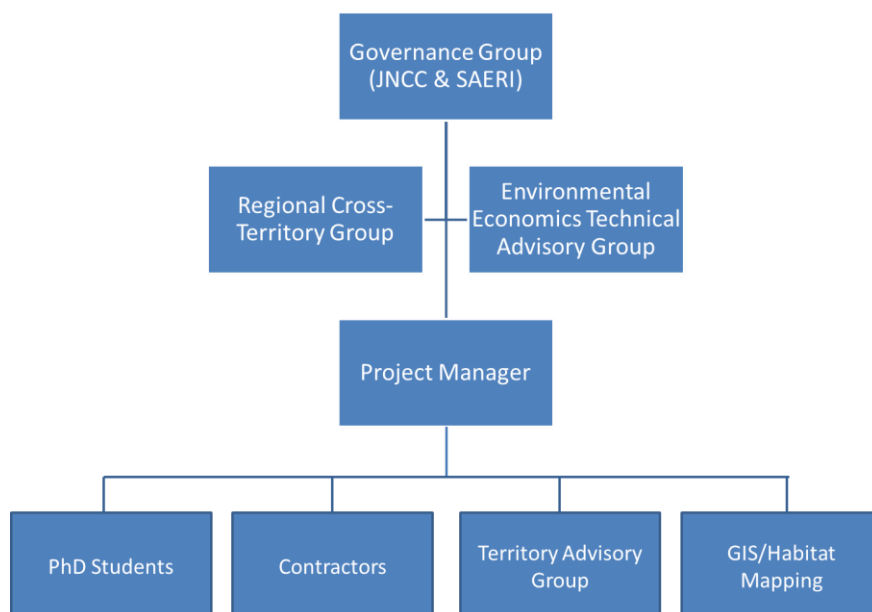 Governance Group
(JNCC & SAERI)
Regional Cross-
Territory Group
Environmental
Economics Technical
Advisory Group
Project Manager
PhD Students
Contractors
Territory Advisory
Group
GIS/Habitat
Mapping